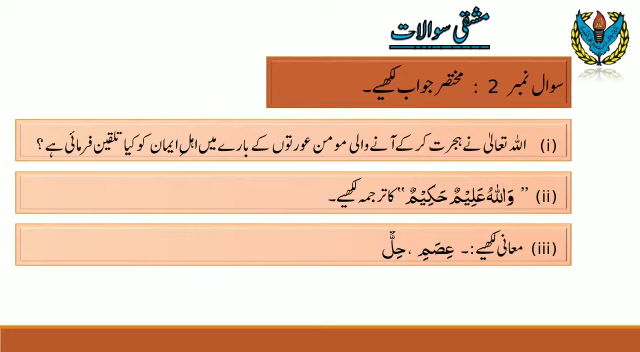 مشقی سوالات
سوال نمبر 2 : مختصر جواب لکھیے۔
(i) اللہ تعالیٰ نے ہجرت کر کے آنے والی مومن عورتوں کے بارے میں اہلِ ایمان کو کیا تلقین فرمائی ہے؟
(ii) ’’ وَاللّٰهُ عَلِيْمٌ حَكِيْمٌ‘‘ کا ترجمہ لکھیے۔
(iii) معانی لکھیے:۔ عِصَمِ ، حِلٌّ